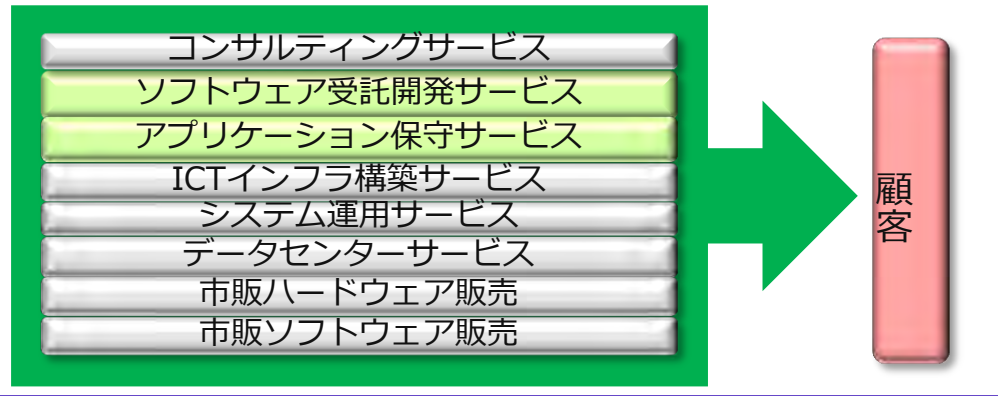 コンサルティングサービス
ソフトウェア受託開発サービス
アプリケーション保守サービス
ICTインフラ構築サービス
システム運用サービス
データセンターサービス
市販ハードウェア販売
市販ソフトウェア販売
顧客